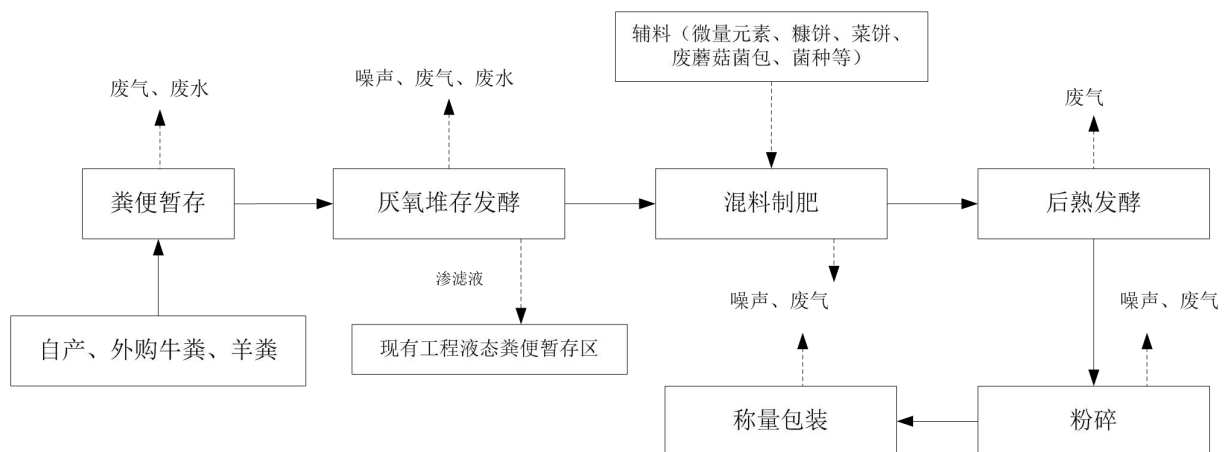 辅料（微量元素、糠饼、菜饼、
废蘑菇菌包、菌种等）
废气、废水
噪声、废气、废水
废气
粪便暂存
厌氧堆存发酵
混料制肥
后熟发酵
渗滤液
噪声、废气
噪声、废气
自产、外购牛粪、羊粪
现有工程液态粪便暂存区
称量包装
粉碎